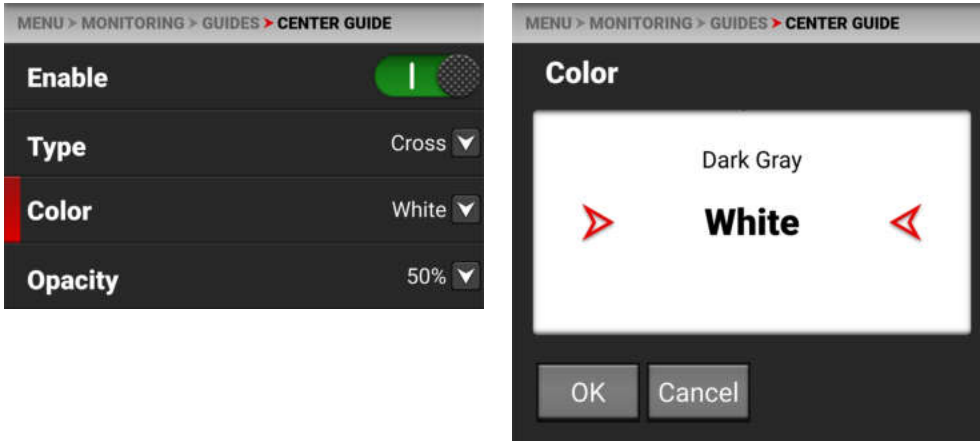 MENU > MONITORING > GUIDES > CENTER GUIDE
Enable
Type Cross
Color White
Opacity 50%
MENU > MONITORING > GUIDES > CENTER GUIDE
Color
Dark Gray
White
OK Cancel